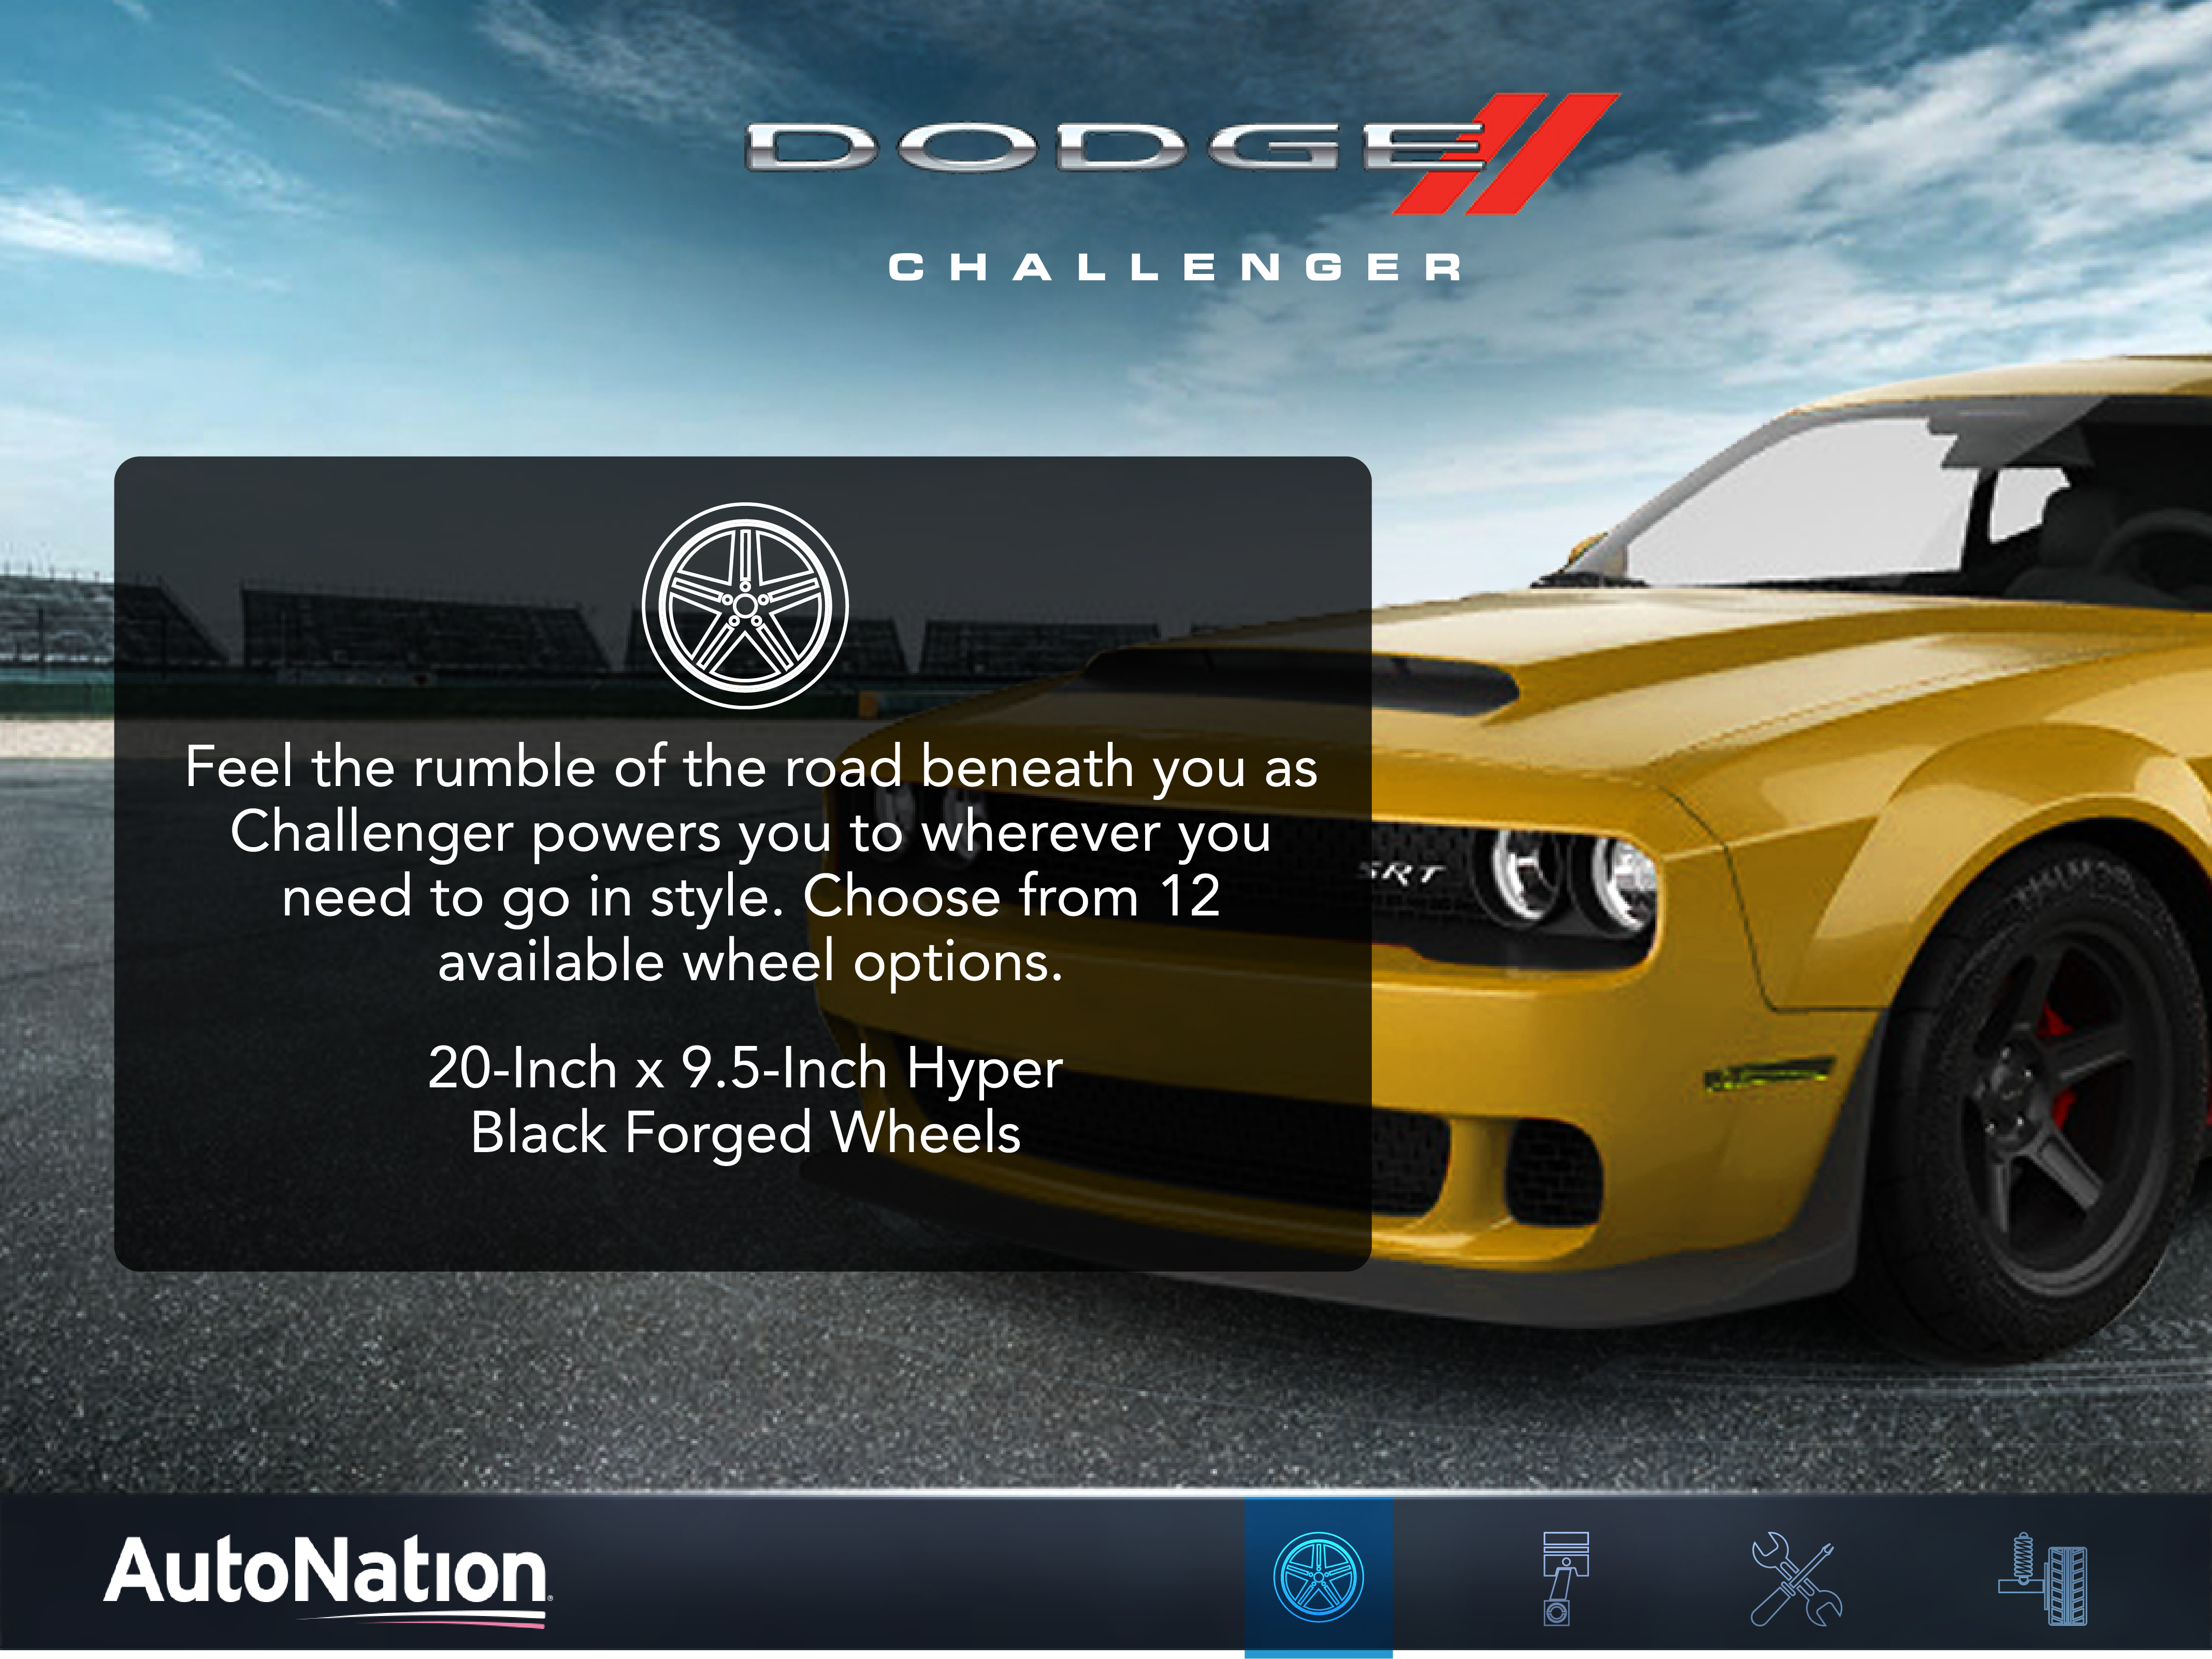 DODGE
CHALLENGER
Feel the rumble of the road beneath you as
Challenger powers you to wherever you
need to go in style. Choose from 12
available wheel options.
20-Inch x 9.5-Inch Hyper
Black Forged Wheels
SRT
AutoNation